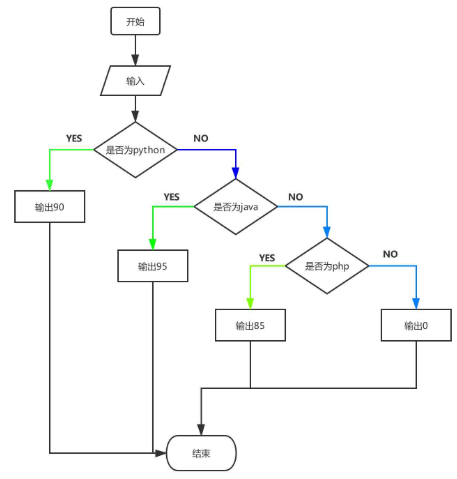 开始
输入
是否为python
YES
NO
输出90
是否为java
YES
NO
输出95
是否为php
YES
NO
输出85
输出0
结束